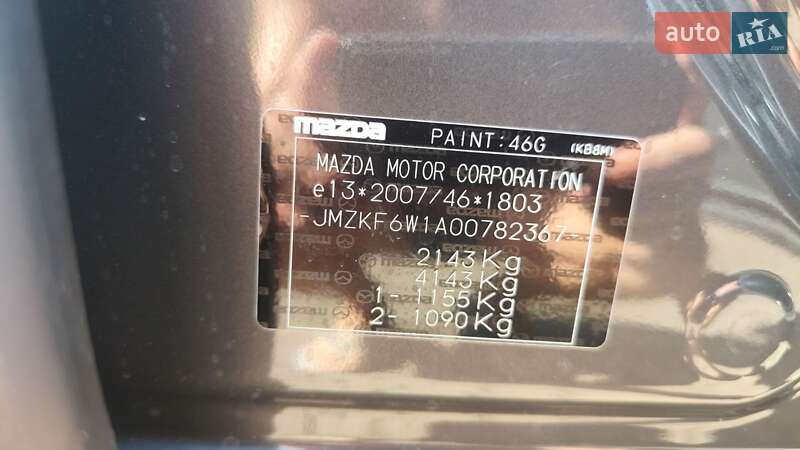 auto RIA
.com
mazda PAINT:46G (KB8M)
MAZDA MOTOR CORPORATION
e13*2007/46*1803
-JMZKF6W1A00782367-
2143Kg
4143Kg
1- 1155Kg
2- 1090Kg